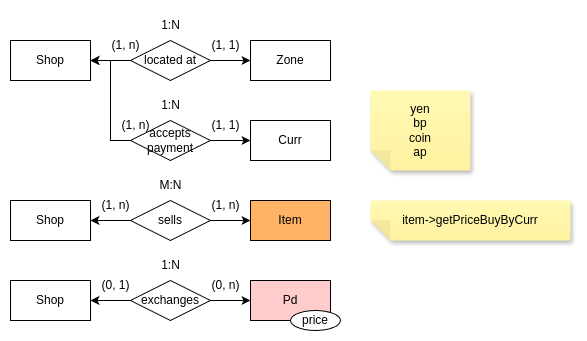 1:N
Shop
(1, n)
located at
(1, 1)
Zone
1:N
(1, n)
accepts
payment
(1, 1)
Curr
yen
bp
coin
ap
M:N
Shop
(1, n)
sells
(1, n)
Item
item->getPriceBuyByCurr
1:N
Shop
(0, 1)
exchanges
(0, n)
Pd
price